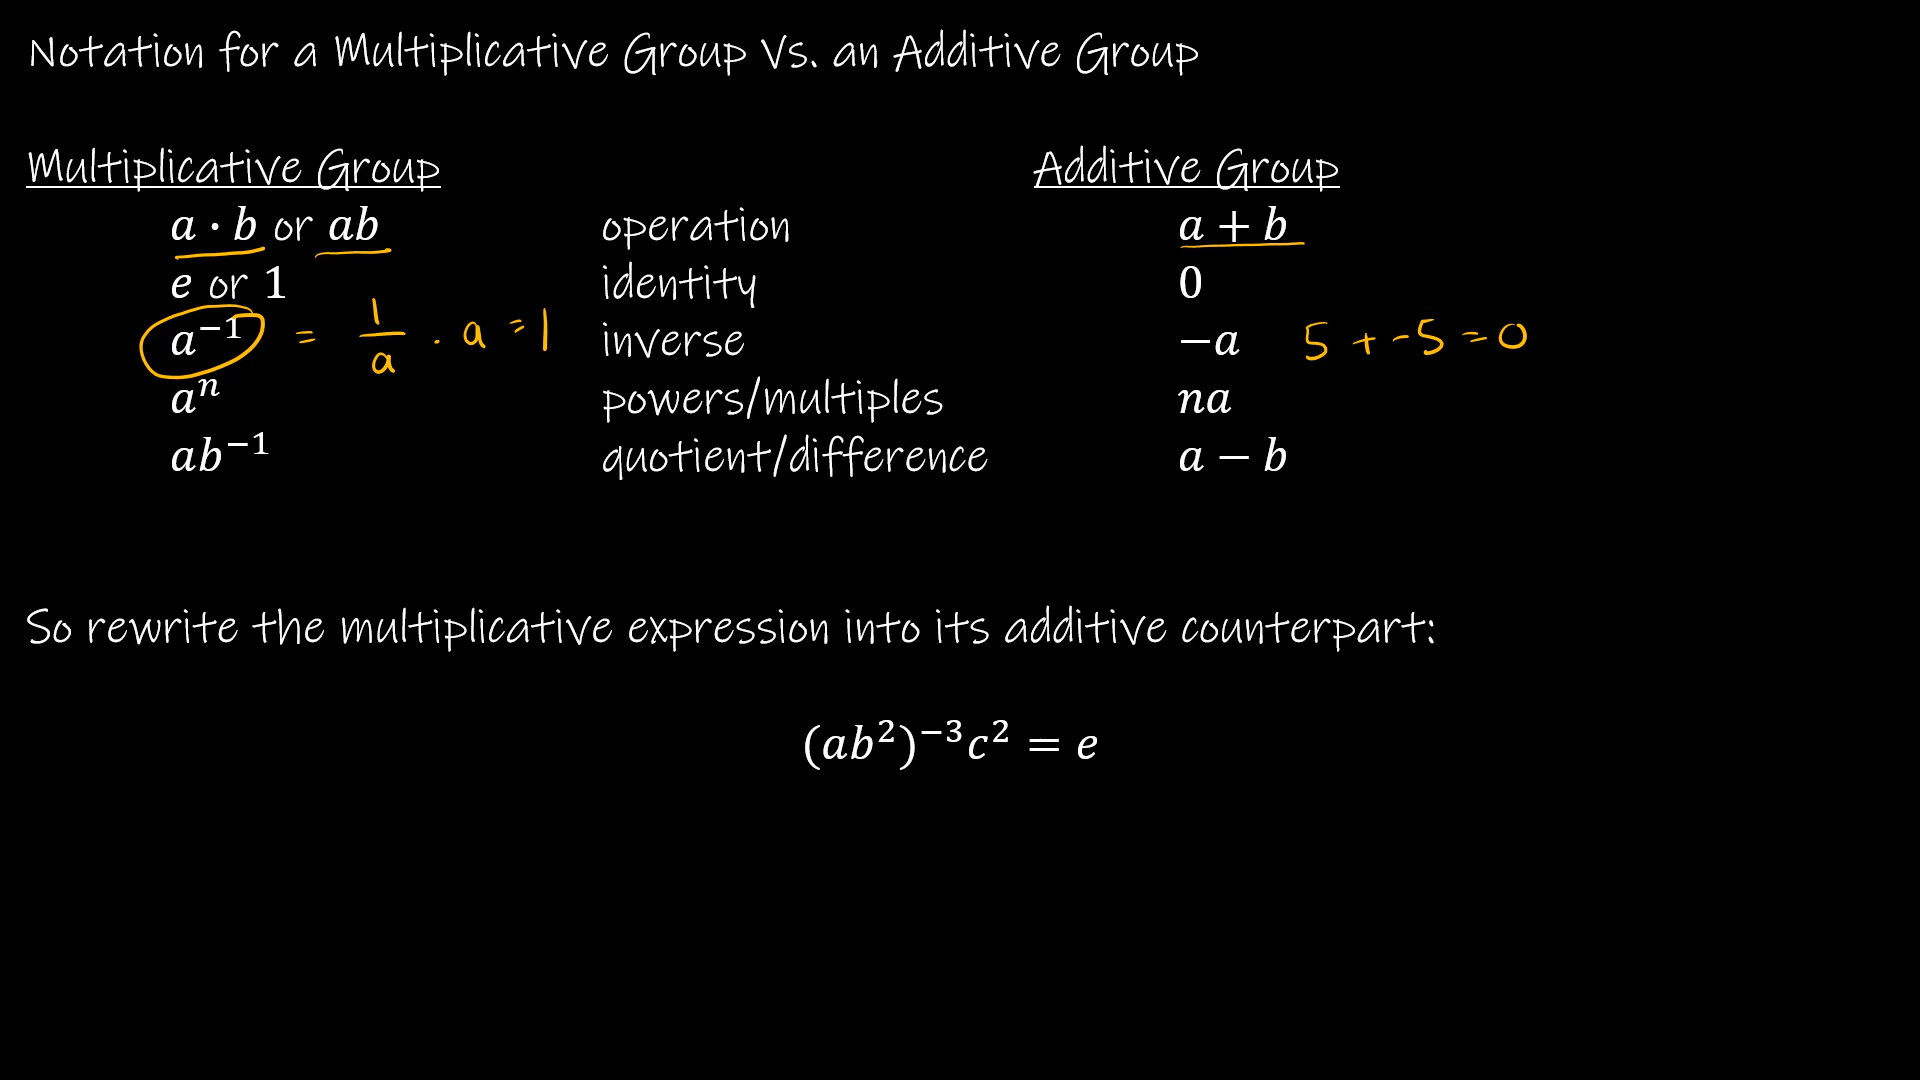 Notation for a Multiplicative Group Vs. an Additive Group
Multiplicative Group Additive Group
a · b or ab operation a + b
e or 1 identity 0
a⁻¹ = 1/a · a = 1 inverse −a 5 + -5 = 0
aⁿ powers/multiples na
ab⁻¹ quotient/difference a − b
So rewrite the multiplicative expression into its additive counterpart:
(ab²)⁻³c² = e